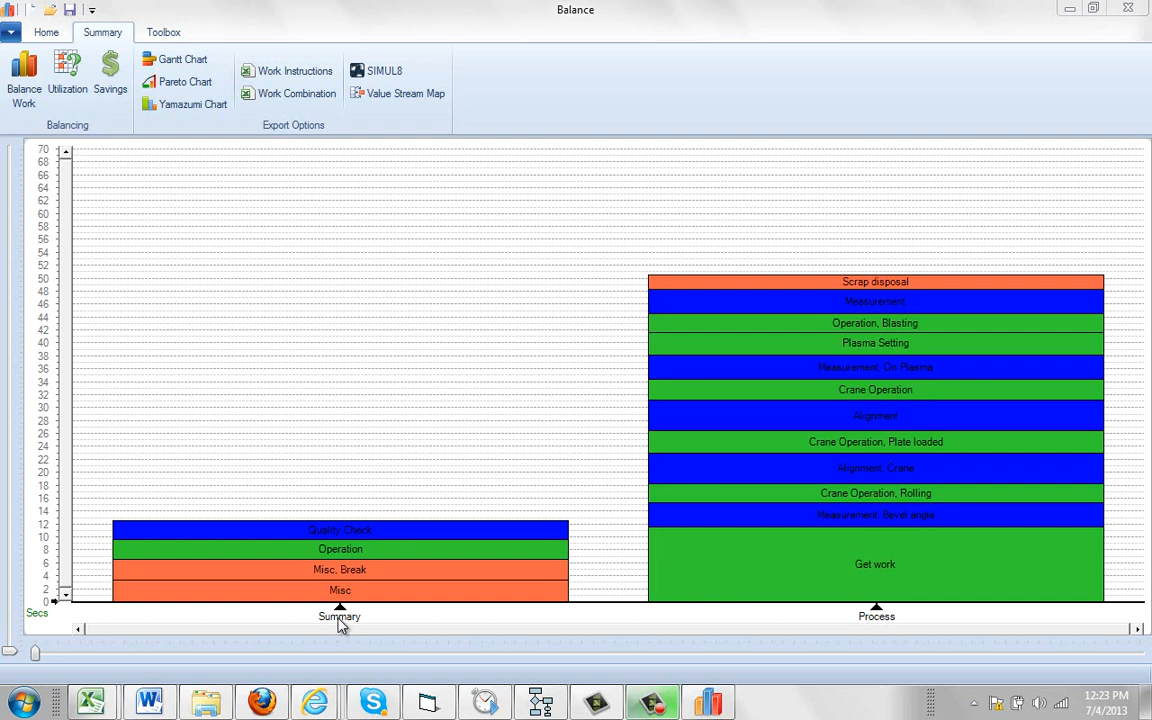 Balance
Home Summary Toolbox
Balance Work
Utilization
Savings
Gantt Chart
Pareto Chart
Yamazumi Chart
Work Instructions
Work Combination
SIMUL8
Value Stream Map
Balancing
Export Options
70
68
66
64
62
60
58
56
54
52
50
48
46
44
42
40
38
36
34
32
30
28
26
24
22
20
18
16
14
12
10
8
6
4
2
0
Secs
Quality Check
Operation
Misc, Break
Misc
Summary
Scrap disposal
Measurement
Operation, Blasting
Plasma Setting
Measurement, On Plasma
Crane Operation
Alignment
Crane Operation, Plate loaded
Alignment, Crane
Crane Operation, Rolling
Measurement, Bevel angle
Get work
Process
12:23 PM
7/4/2013